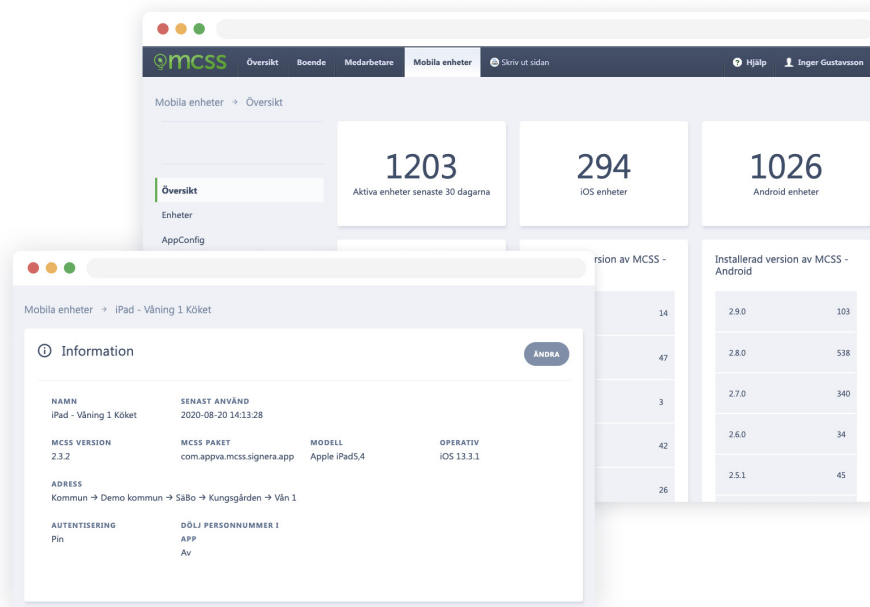 mcss
Översikt Boende Medarbetare Mobila enheter Skriv ut sidan Hjälp Inger Gustavsson
Mobila enheter → Översikt
Översikt
Enheter
AppConfig
1203
Aktiva enheter senaste 30 dagarna
294
iOS enheter
1026
Android enheter
rsion av MCSS -
14
47
3
42
26
Installerad version av MCSS -
Android
2.9.0 103
2.8.0 538
2.7.0 340
2.6.0 34
2.5.1 45
Mobila enheter → iPad - Våning 1 Köket
Information
ÄNDRA
NAMN SENAST ANVÄND
iPad - Våning 1 Köket 2020-08-20 14:13:28
MCSS VERSION MCSS PAKET MODELL OPERATIV
2.3.2 com.appva.mcss.signera.app Apple iPad5,4 iOS 13.3.1
ADRESS
Kommun → Demo kommun → SäBo → Kungsgården → Vån 1
AUTENTISERING DÖLJ PERSONNUMMER I
APP
Pin
Av